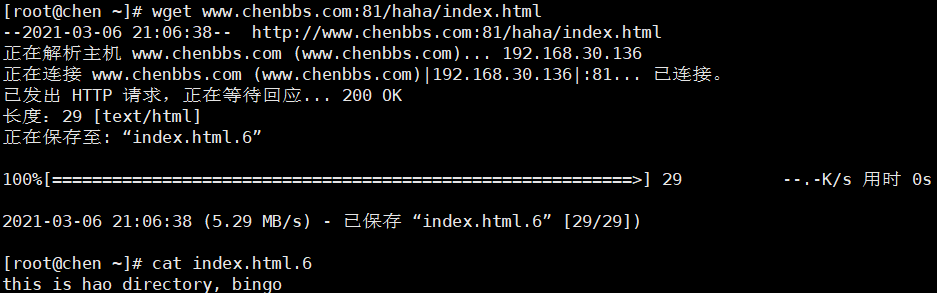 [root@chen ~]# wget www.chenbbs.com:81/haha/index.html
--2021-03-06 21:06:38--  http://www.chenbbs.com:81/haha/index.html
正在解析主机 www.chenbbs.com (www.chenbbs.com)... 192.168.30.136
正在连接 www.chenbbs.com (www.chenbbs.com)|192.168.30.136|:81... 已连接。
已发出 HTTP 请求，正在等待回应... 200 OK
长度：29 [text/html]
正在保存至: “index.html.6”
100%[==========================================================>] 29          --.-K/s 用时 0s
2021-03-06 21:06:38 (5.29 MB/s) - 已保存 “index.html.6” [29/29])
[root@chen ~]# cat index.html.6
this is hao directory, bingo